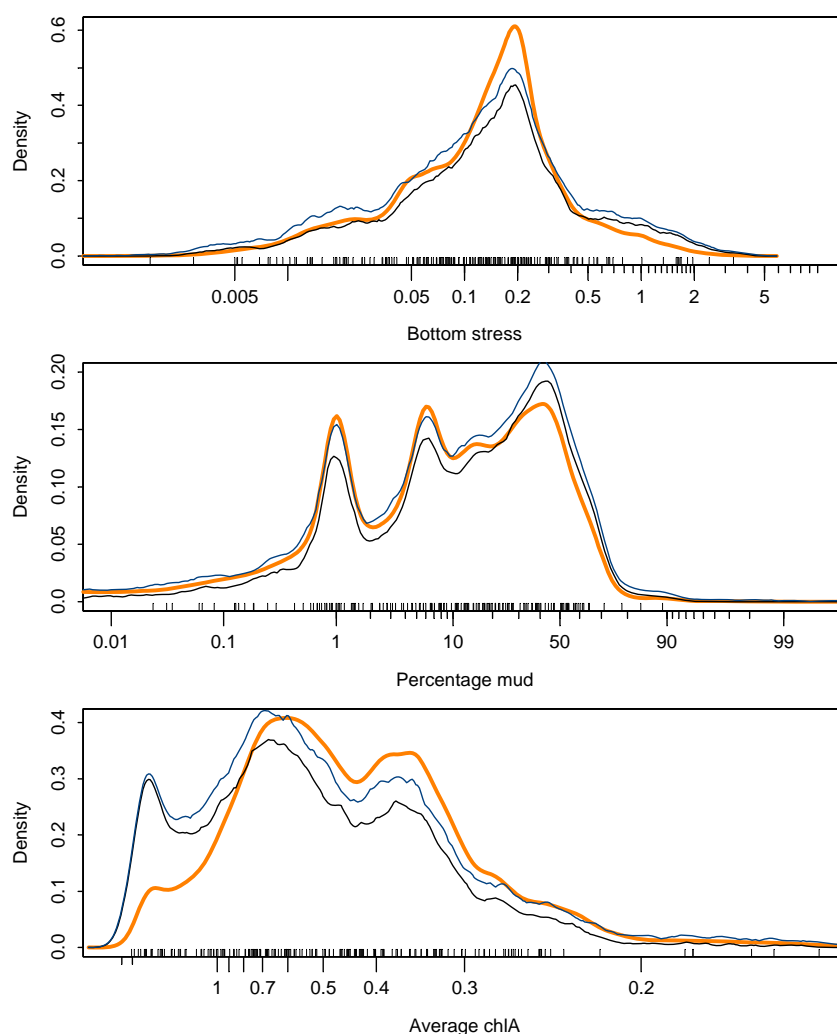 Density
0.0 0.2 0.4 0.6
0.005 0.05 0.1 0.2 0.5 1 2 5
Bottom stress
Density
0.00 0.05 0.10 0.15 0.20
0.01 0.1 1 10 50 90 99
Percentage mud
Density
0.0 0.1 0.2 0.3 0.4
1 0.7 0.5 0.4 0.3 0.2
Average chlA